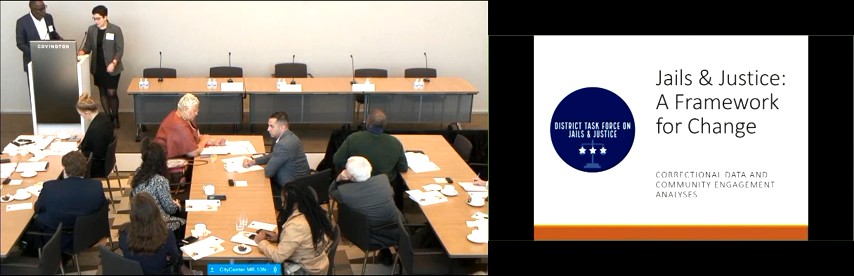 COVINGTON
CityCenter MR-10N
DISTRICT TASK FORCE ON
JAILS & JUSTICE
Jails & Justice:
A Framework
for Change
CORRECTIONAL DATA AND
COMMUNITY ENGAGEMENT
ANALYSES